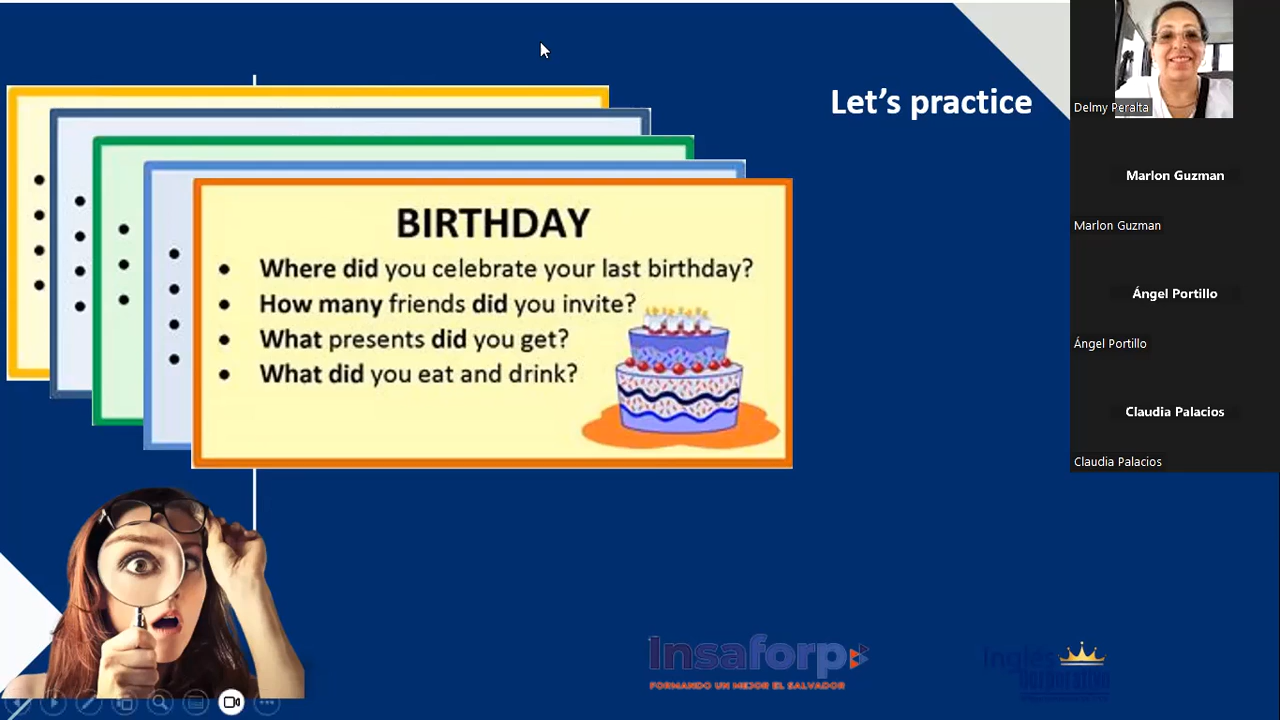 Let's practice
BIRTHDAY
• Where did you celebrate your last birthday?
• How many friends did you invite?
• What presents did you get?
• What did you eat and drink?
Insaforp
FORMANDO UN MEJOR EL SALVADOR
Inglés
Corporativo
Delmy Peralta
Marlon Guzman
Marlon Guzman
Ángel Portillo
Ángel Portillo
Claudia Palacios
Claudia Palacios